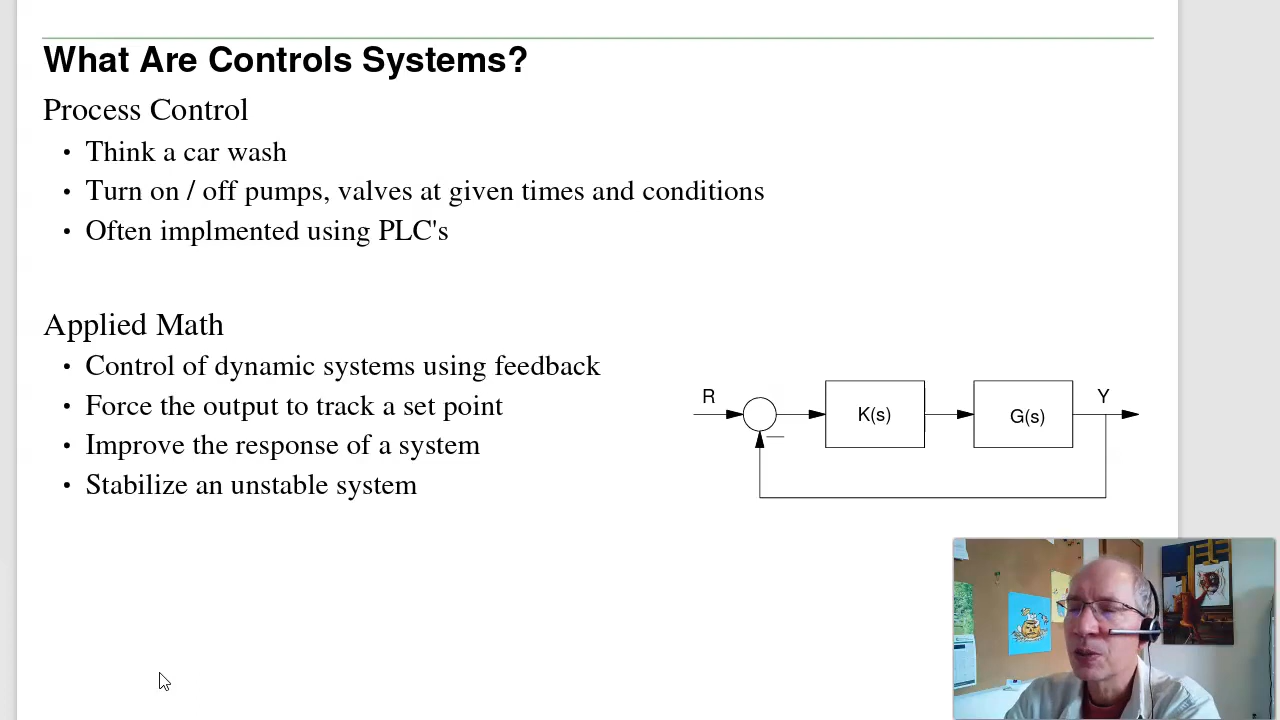 What Are Controls Systems?
Process Control
• Think a car wash
• Turn on / off pumps, valves at given times and conditions
• Often implmented using PLC's
Applied Math
• Control of dynamic systems using feedback
• Force the output to track a set point
• Improve the response of a system
• Stabilize an unstable system
R
K(s)
G(s)
Y